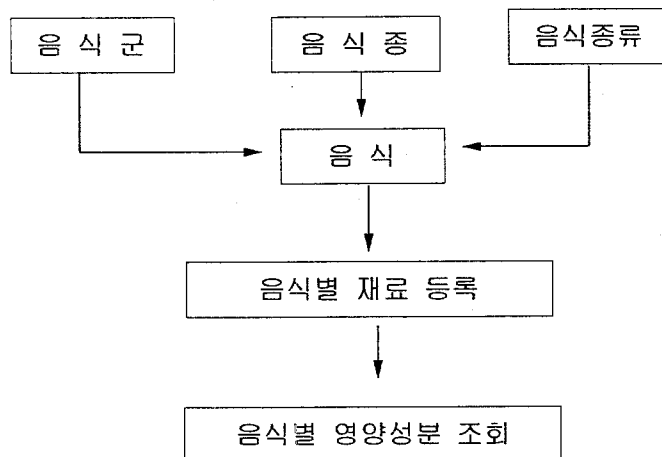 음 식 군
음 식 종
음식종류
음 식
음식별 재료 등록
음식별 영양성분 조회